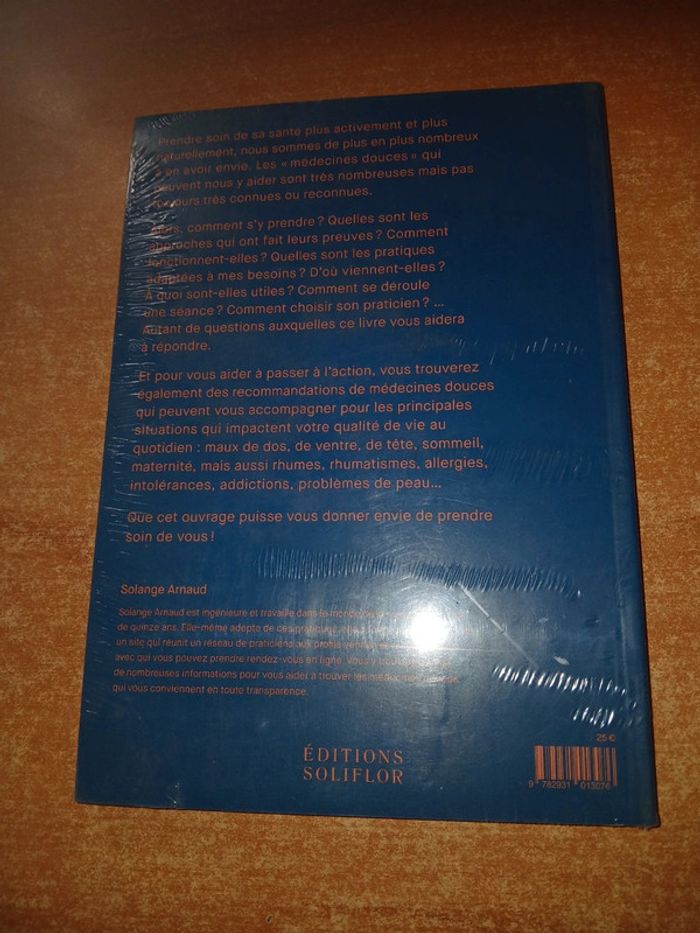 Prendre soin de sa santé plus activement et plus
naturellement, nous sommes de plus en plus nombreux
à en avoir envie. Les « médecines douces » qui
peuvent nous y aider sont très nombreuses mais pas
toujours très connues ou reconnues.
Alors, comment s'y prendre ? Quelles sont les
approches qui ont fait leurs preuves ? Comment
fonctionnent-elles ? Quelles sont les pratiques
adaptées à mes besoins ? D'où viennent-elles ?
À quoi sont-elles utiles ? Comment se déroule
une séance ? Comment choisir son praticien ? ...
Autant de questions auxquelles ce livre vous aidera
à répondre.
Et pour vous aider à passer à l'action, vous trouverez
également des recommandations de médecines douces
qui peuvent vous accompagner pour les principales
situations qui impactent votre qualité de vie au
quotidien : maux de dos, de ventre, de tête, sommeil,
maternité, mais aussi rhumes, rhumatismes, allergies,
intolérances, addictions, problèmes de peau...
Que cet ouvrage puisse vous donner envie de prendre
soin de vous !
Solange Arnaud
Solange Arnaud est ingénieure et travaille dans le monde
de quinze ans. Elle-même adepte de ces pratiques,
un site qui réunit un réseau de praticiens aux profils
avec qui vous pouvez prendre rendez-vous en ligne. Vous y
de nombreuses informations pour vous aider à trouver les médecines
qui vous conviennent en toute transparence.
25 €
ÉDITIONS
SOLIFLOR
9 782931 013076